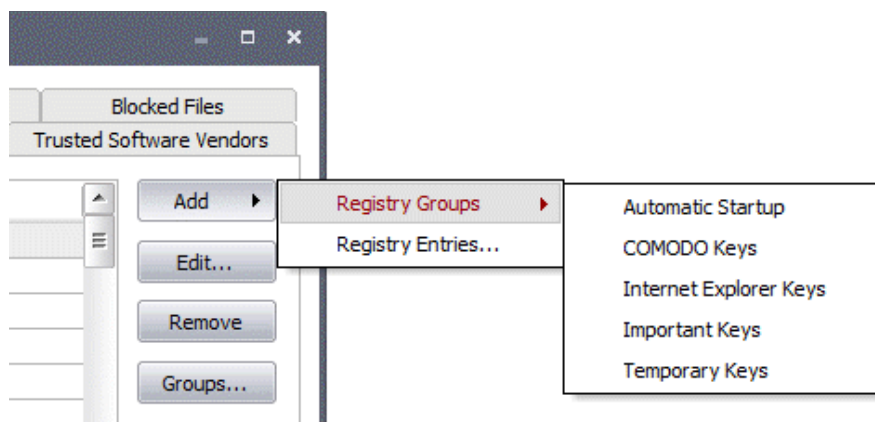 Blocked Files
Trusted Software Vendors
Add
Registry Groups
Automatic Startup
Registry Entries...
COMODO Keys
Edit...
Internet Explorer Keys
Remove
Important Keys
Groups...
Temporary Keys